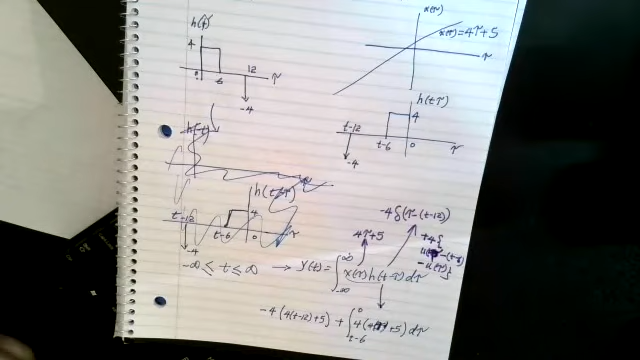 h(τ)
4
6
12
τ
-4
x(τ)
x(τ)=4τ+5
τ
h(t-τ)
4
t-12
t-6
0
τ
-4
h(t-τ)
4
t-12
t-6
0
-4
-4δ(τ-(t-12))
4τ+5
-∞ ≤ t ≤ ∞ → y(t)=∫_{-∞}^{∞} x(τ)h(t-τ)dτ
-4(4(t-12)+5) + ∫_{t-6}^{0} 4(4τ+5)dτ